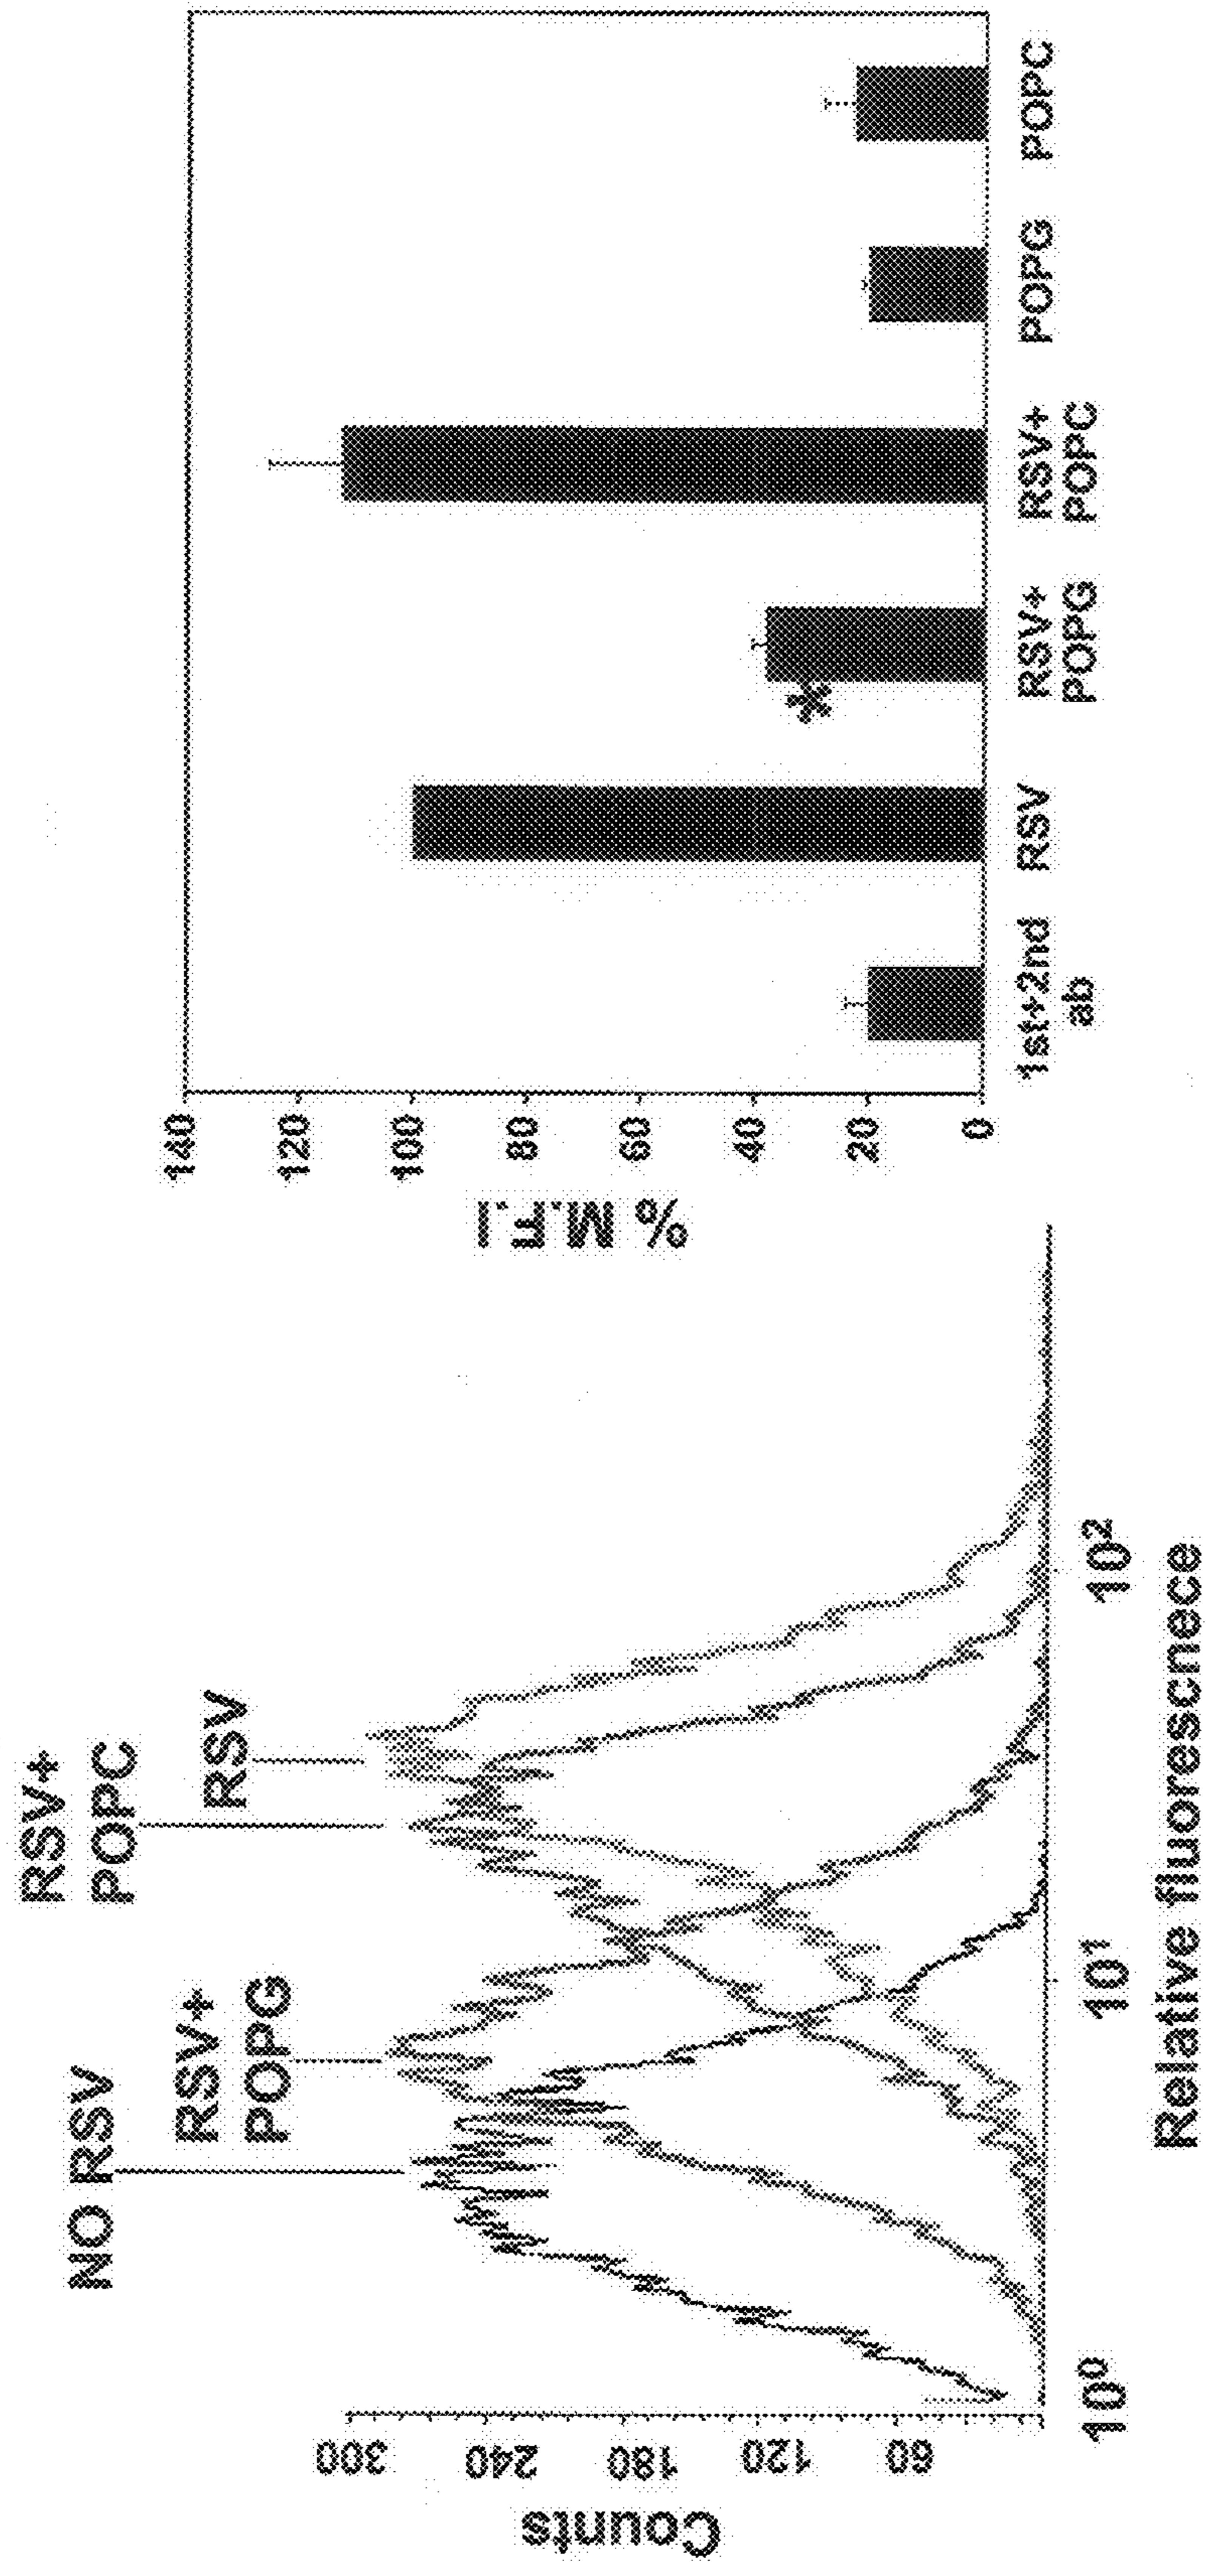 NO RSV
RSV+
POPG
RSV+
POPC
RSV
Counts
300
240
180
120
60
10⁰
10¹
10²
Relative fluorescnece
% M.F.I
140
120
100
80
60
40
20
0
*
1st+2nd
ab
RSV
RSV+
POPG
RSV+
POPC
POPG
POPC